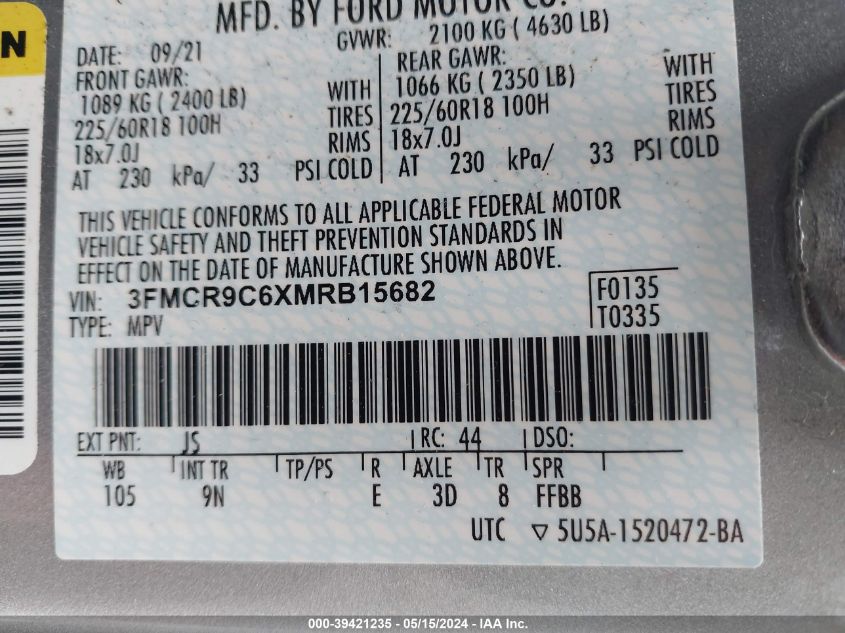 N
MFD. BY FORD MOTOR CO.
DATE: 09/21 GVWR: 2100 KG ( 4630 LB)
FRONT GAWR: REAR GAWR:
1089 KG ( 2400 LB) WITH 1066 KG ( 2350 LB) WITH
225/60R18 100H TIRES 225/60R18 100H TIRES
18x7.0J RIMS 18x7.0J RIMS
AT 230 kPa/ 33 PSI COLD AT 230 kPa/ 33 PSI COLD
THIS VEHICLE CONFORMS TO ALL APPLICABLE FEDERAL MOTOR
VEHICLE SAFETY AND THEFT PREVENTION STANDARDS IN
EFFECT ON THE DATE OF MANUFACTURE SHOWN ABOVE.
VIN: 3FMCR9C6XMRB15682 F0135
TYPE: MPV T0335
EXT PNT: JS RC: 44 DSO:
WB INT TR TP/PS R AXLE TR SPR
105 9N E 3D 8 FFBB
UTC ▽ 5U5A-1520472-BA
000-39421235 - 05/15/2024 - IAA Inc.